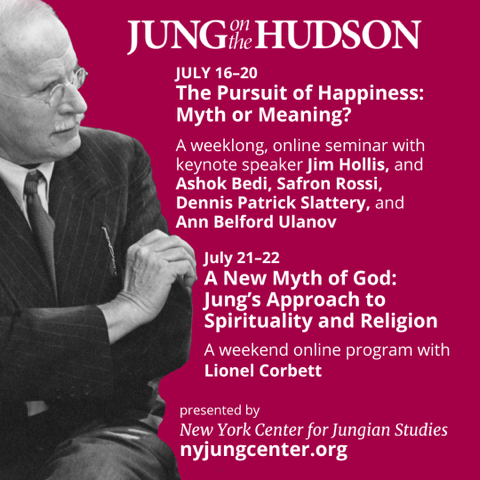 JUNG on the HUDSON
JULY 16–20
The Pursuit of Happiness:
Myth or Meaning?
A weeklong, online seminar with
keynote speaker Jim Hollis, and
Ashok Bedi, Safron Rossi,
Dennis Patrick Slattery, and
Ann Belford Ulanov
July 21–22
A New Myth of God:
Jung’s Approach to
Spirituality and Religion
A weekend online program with
Lionel Corbett
presented by
New York Center for Jungian Studies
nyjungcenter.org